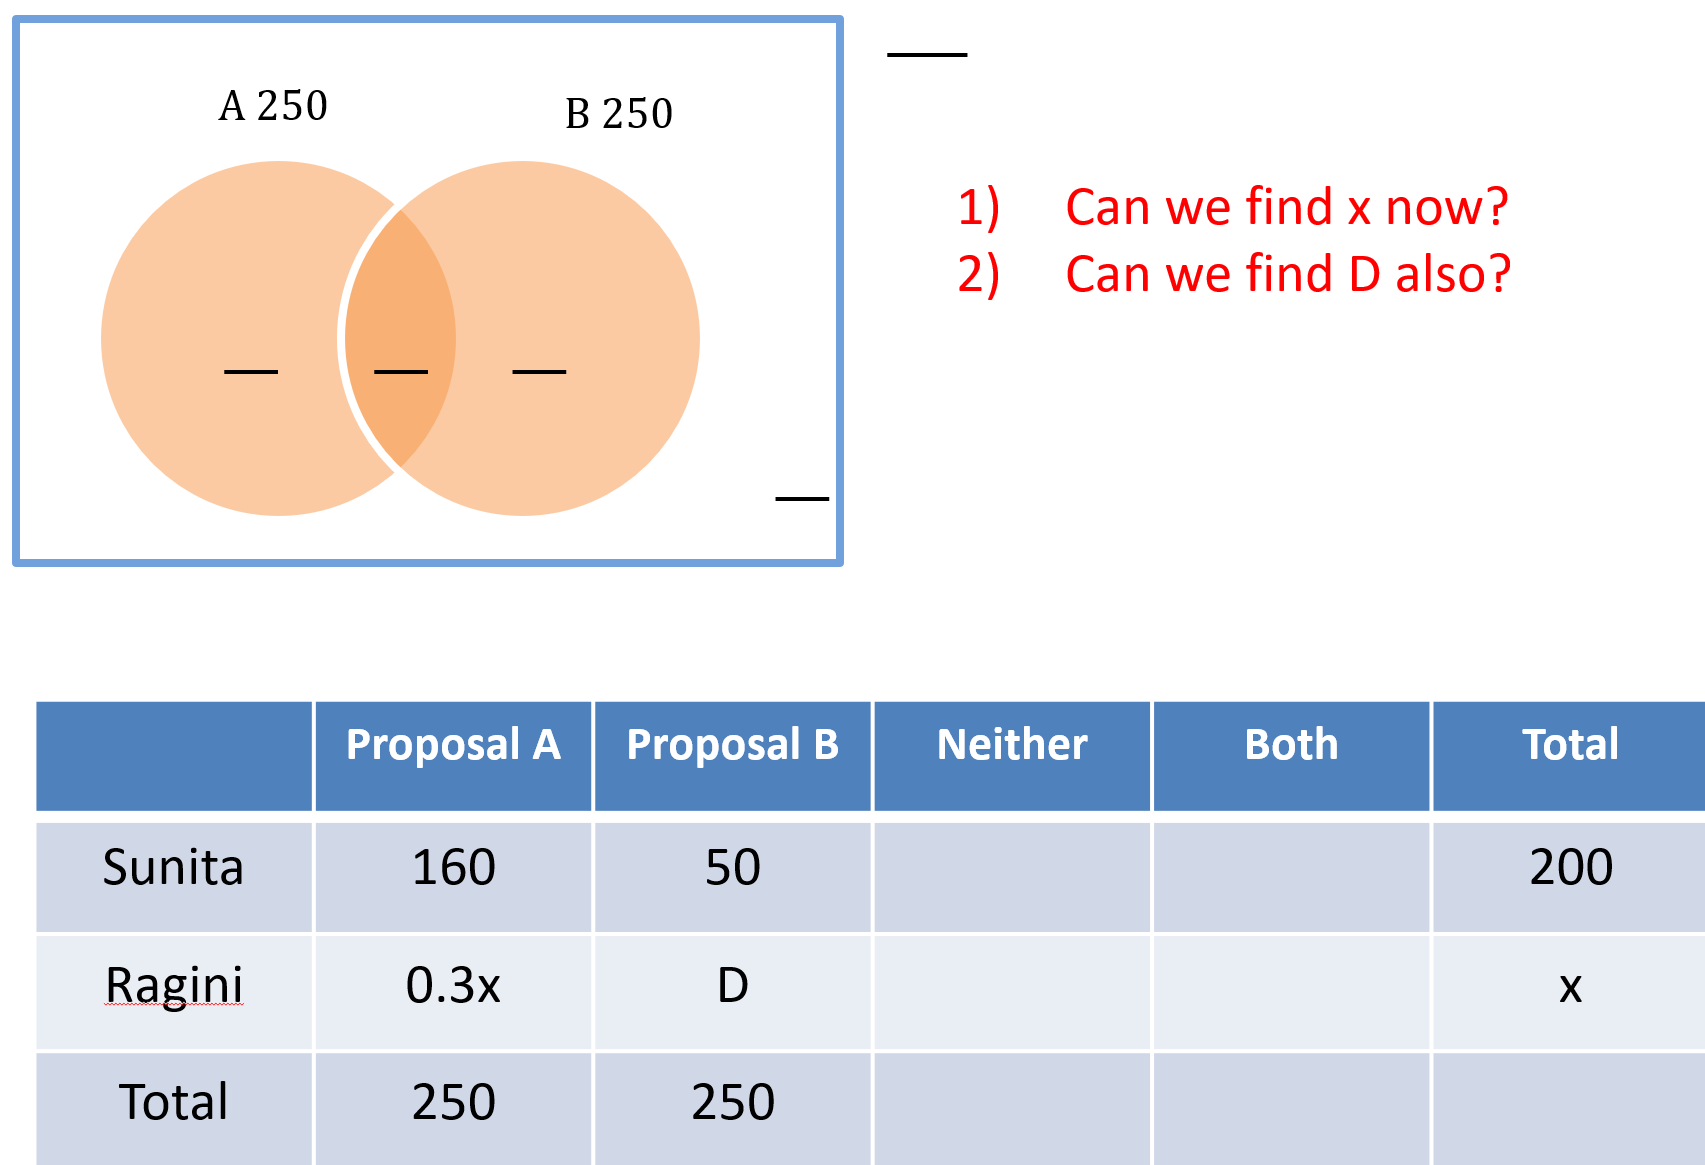 A 250
B 250
1) Can we find x now?
2) Can we find D also?
Proposal A Proposal B Neither Both Total
Sunita 160 50 200
Ragini 0.3x D x
Total 250 250